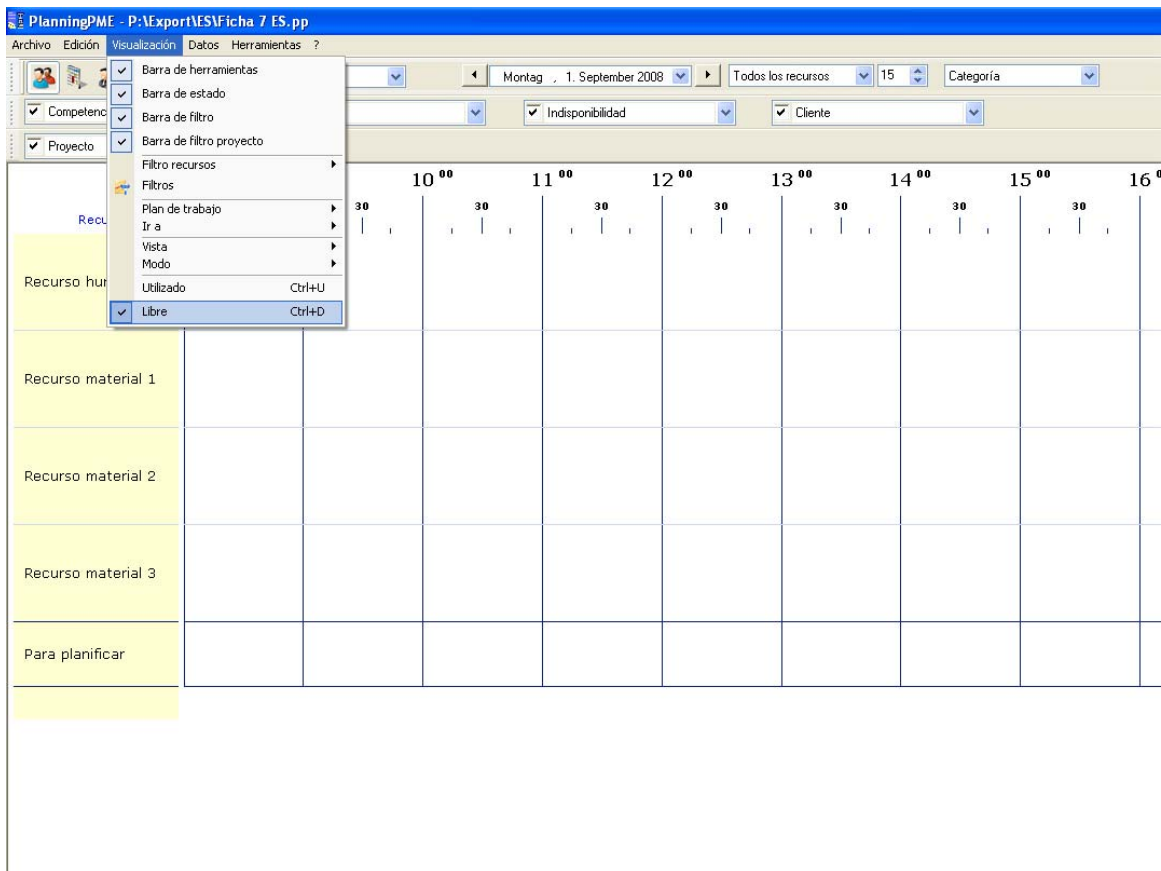 PlanningPME - P:\Export\ES\Ficha 7 ES.pp
Archivo Edición Visualización Datos Herramientas ?
Montag , 1. September 2008 Todos los recursos 15 Categoría
Indisponibilidad Cliente
Proyecto
Barra de herramientas
Barra de estado
Barra de filtro
Barra de filtro proyecto
Filtro recursos
Filtros
Plan de trabajo
Ir a
Vista
Modo
Utilizado Ctrl+U
Libre Ctrl+D
10 00 11 00 12 00 13 00 14 00 15 00 16
30 30 30 30 30 30 30
Recurso
Recurso material 1
Recurso material 2
Recurso material 3
Para planificar